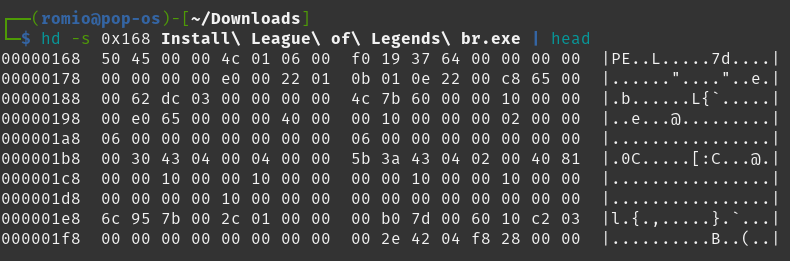 ┌──(romio@pop-os)-[~/Downloads]
└─$ hd -s 0x168 Install\ League\ of\ Legends\ br.exe | head
00000168  50 45 00 00 4c 01 06 00  f0 19 37 64 00 00 00 00  |PE..L.....7d....|
00000178  00 00 00 00 e0 00 22 01  0b 01 0e 22 00 c8 65 00  |......"...."..e.|
00000188  00 62 dc 03 00 00 00 00  4c 7b 60 00 00 10 00 00  |.b......L{`.....|
00000198  00 e0 65 00 00 00 40 00  00 10 00 00 00 02 00 00  |..e...@.........|
000001a8  06 00 00 00 00 00 00 00  06 00 00 00 00 00 00 00  |................|
000001b8  00 30 43 04 00 04 00 00  5b 3a 43 04 02 00 40 81  |.0C.....[:C...@.|
000001c8  00 00 10 00 00 10 00 00  00 00 10 00 00 10 00 00  |................|
000001d8  00 00 00 00 10 00 00 00  00 00 00 00 00 00 00 00  |................|
000001e8  6c 95 7b 00 2c 01 00 00  00 b0 7d 00 60 10 c2 03  |l.{.,.....}.`...|
000001f8  00 00 00 00 00 00 00 00  00 2e 42 04 f8 28 00 00  |..........B..(..|